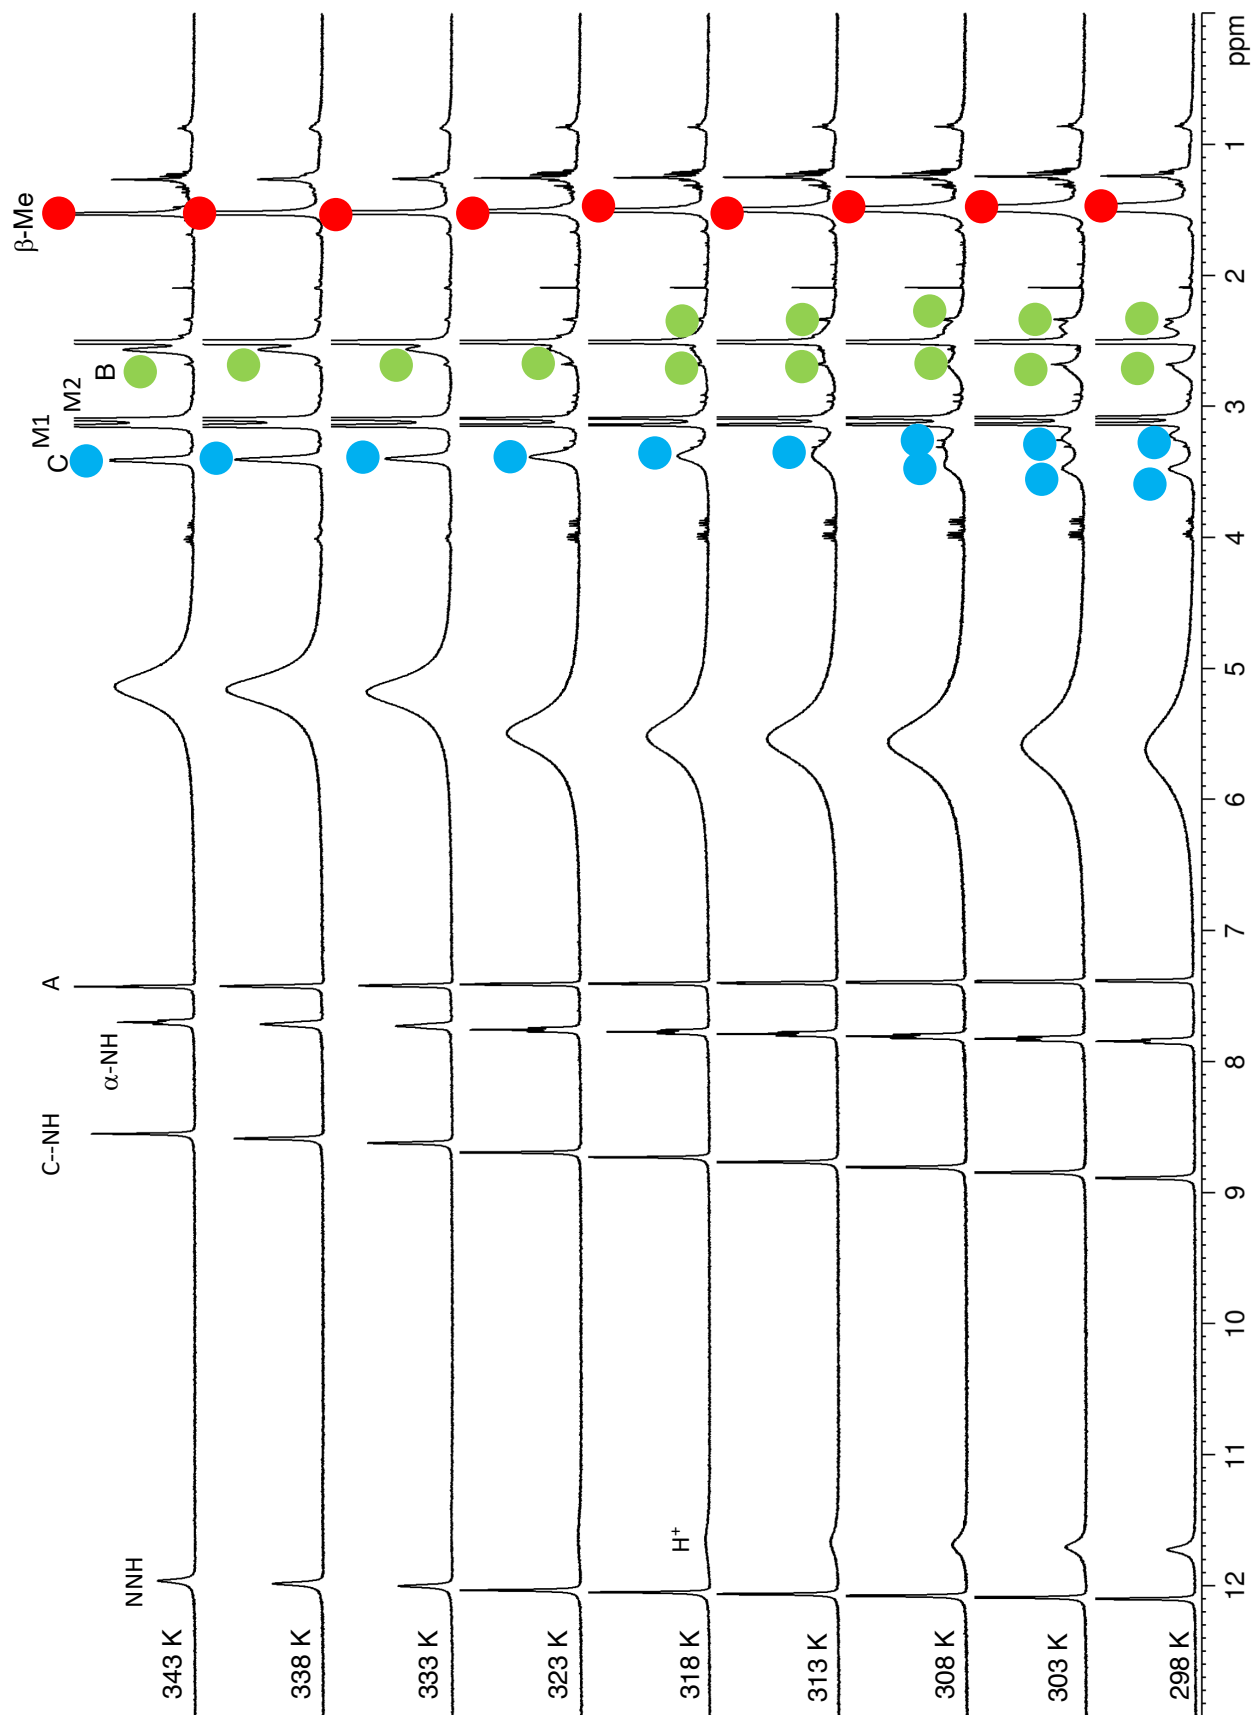 NNH
C--NH
α-NH
A
C
M1
M2
B
β-Me
343 K
338 K
333 K
323 K
318 K
H⁺
313 K
308 K
303 K
298 K
12 11 10 9 8 7 6 5 4 3 2 1 ppm